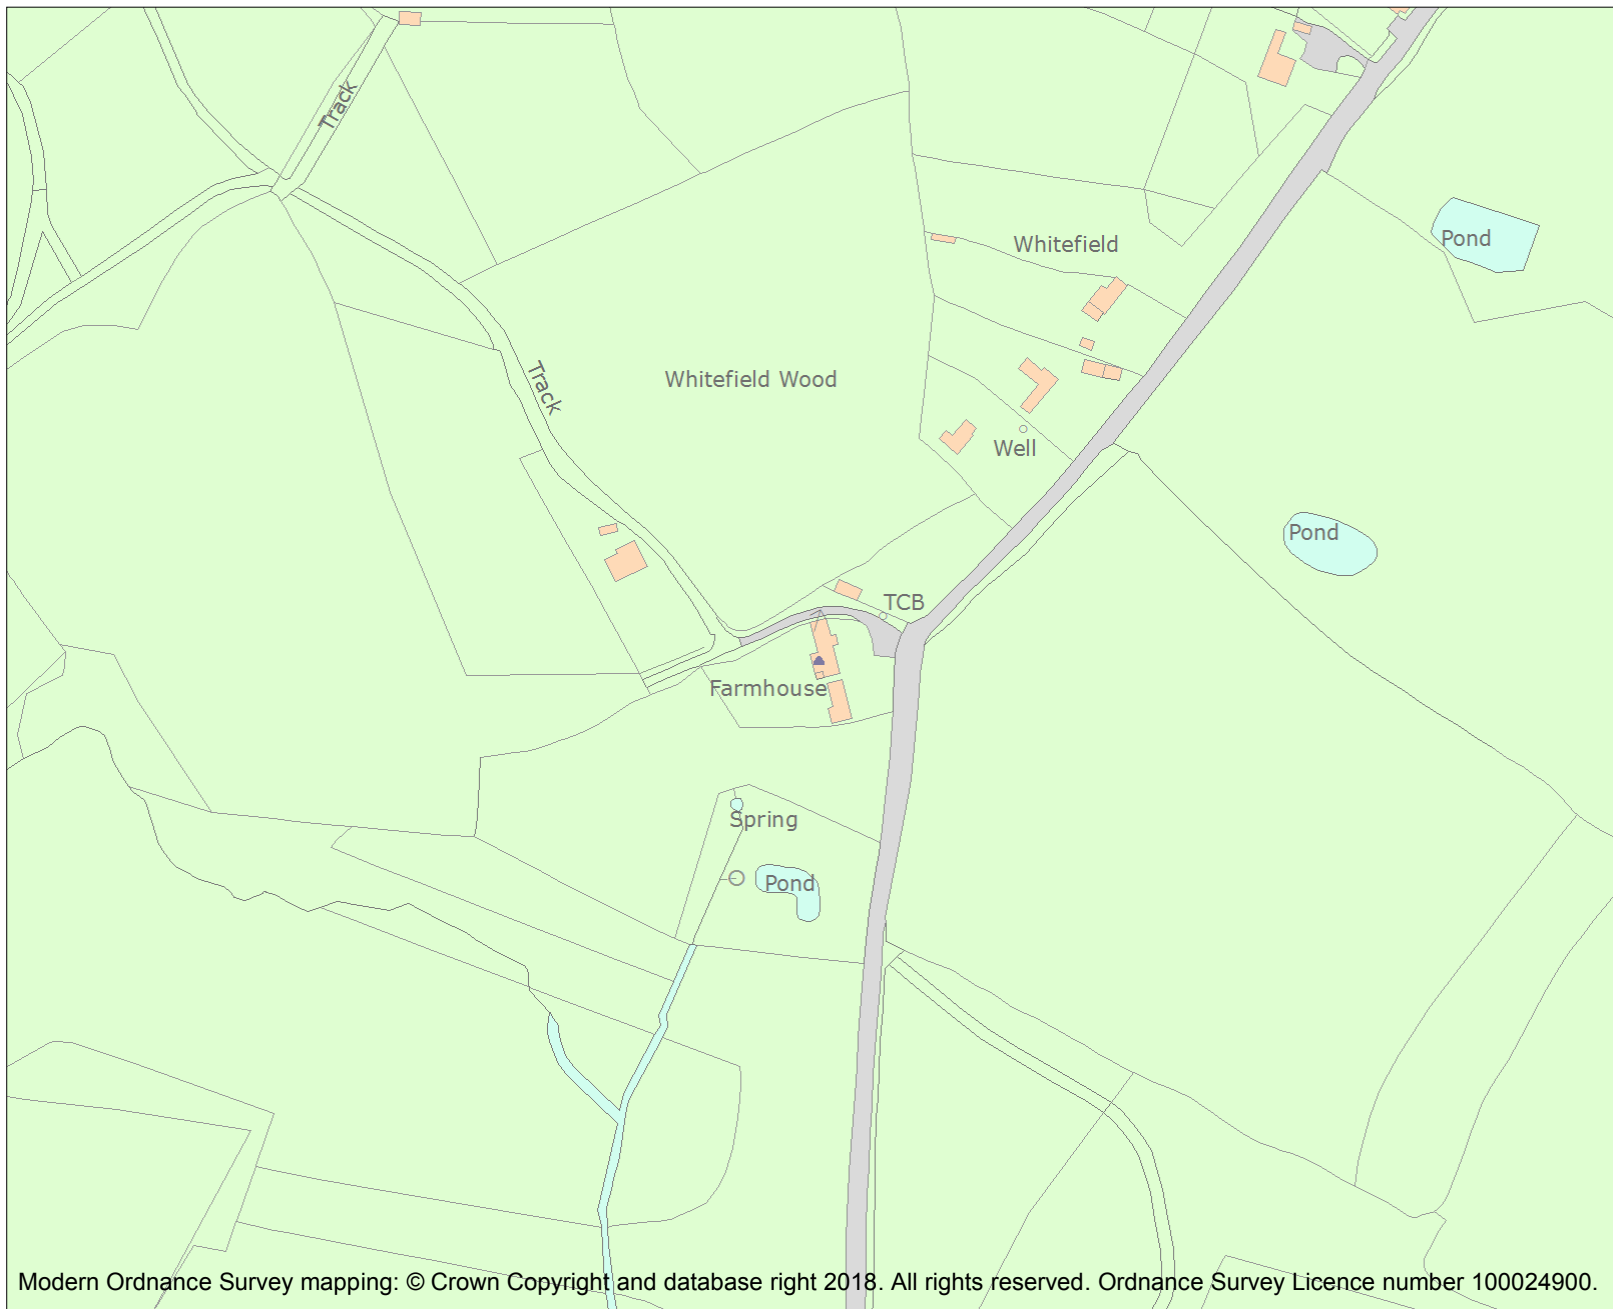 Track
Pond
Whitefield
Track
Whitefield Wood
Well
Pond
TCB
Farmhouse
Spring
Pond
Modern Ordnance Survey mapping: © Crown Copyright and database right 2018. All rights reserved. Ordnance Survey Licence number 100024900.